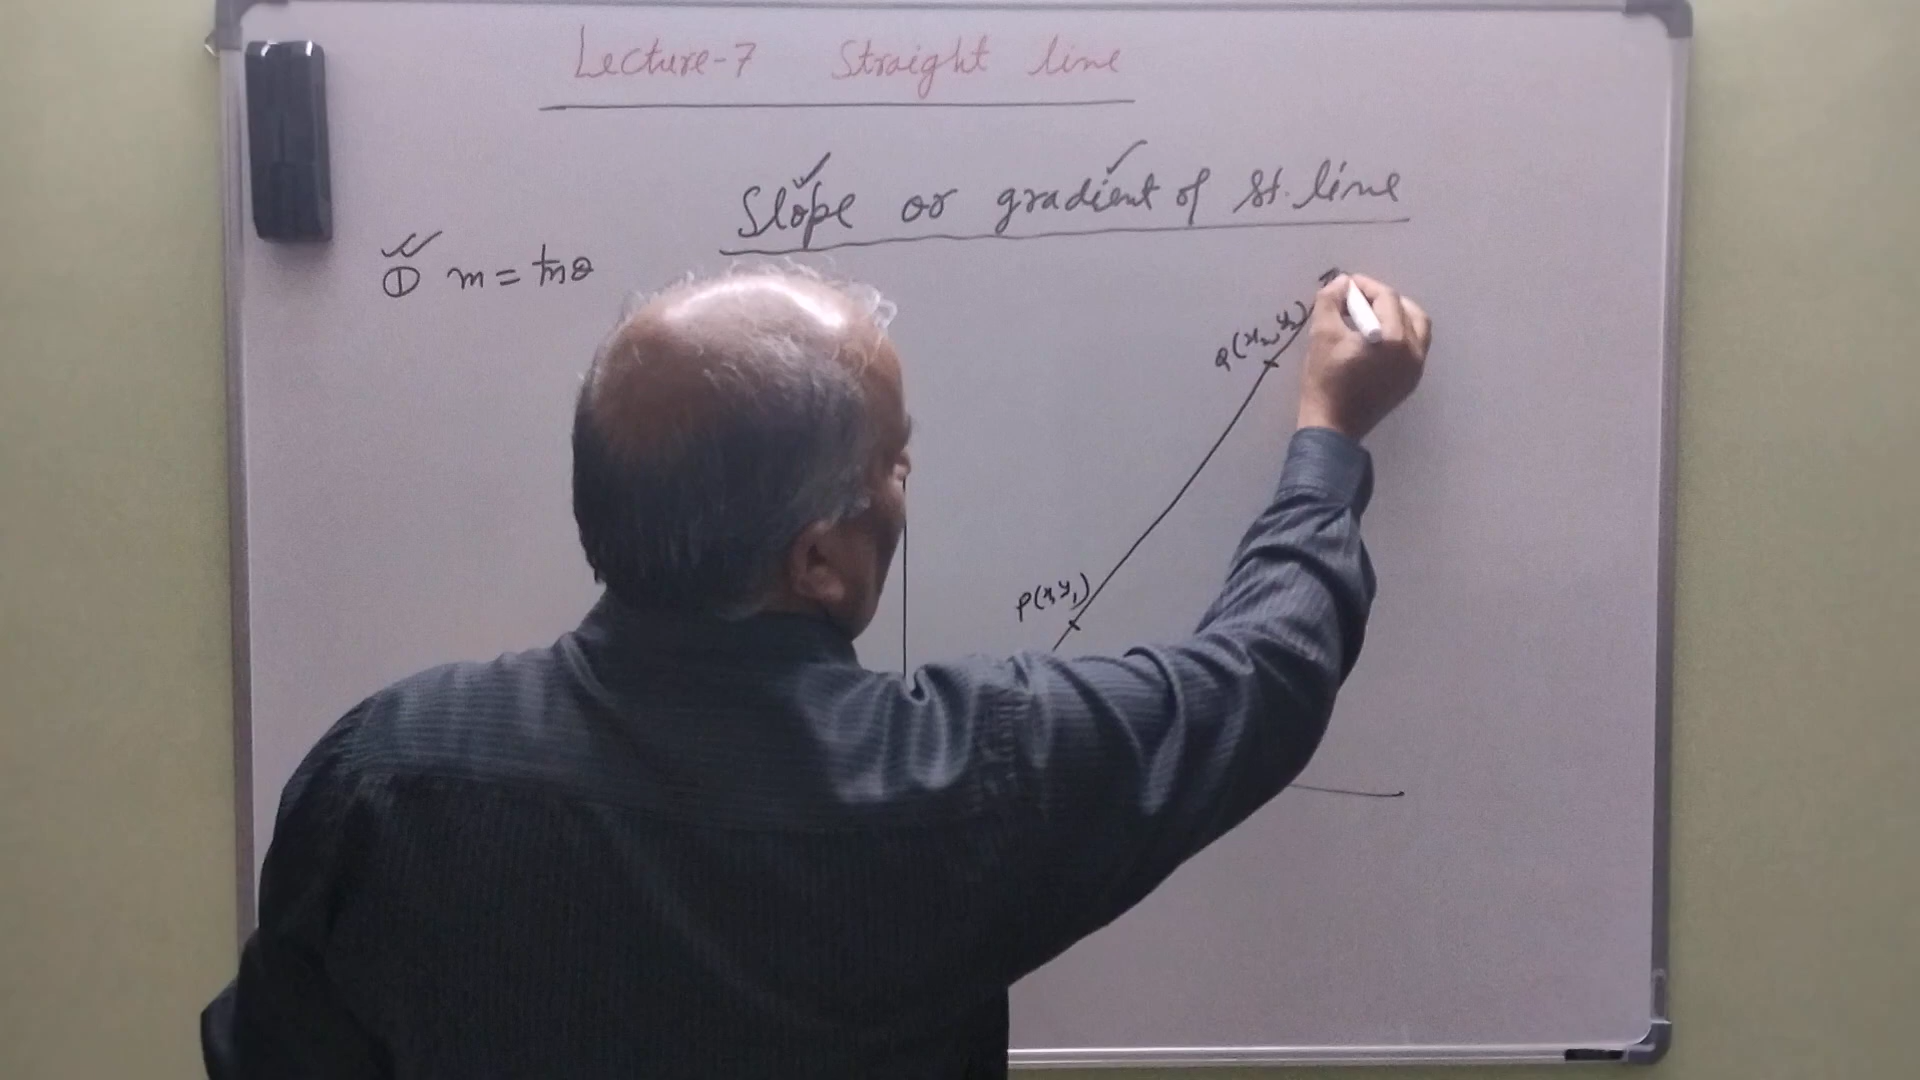 Lecture-7 Straight line
Slope or gradient of St. line
① m = tanθ
Q(x₂, y₂)
P(x₁ y₁)